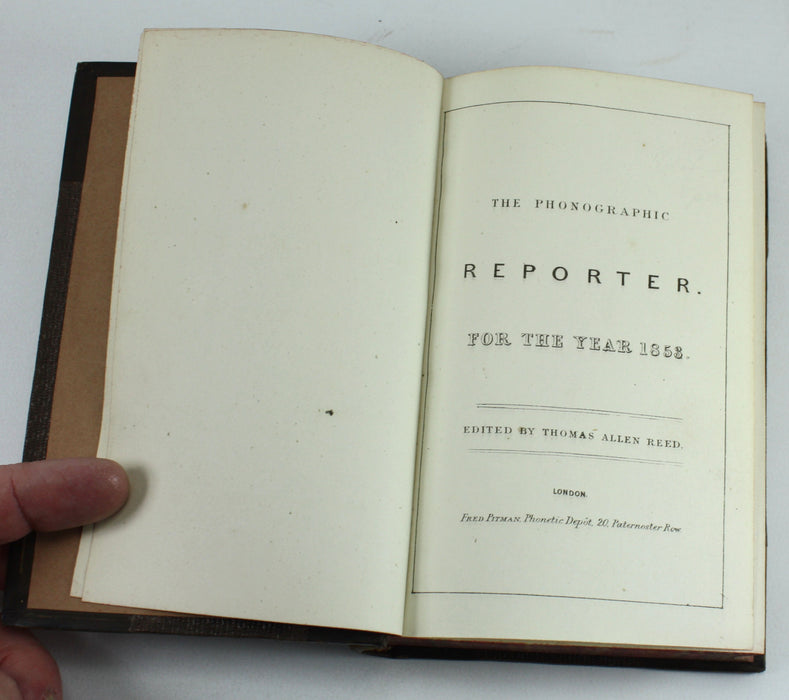 THE PHONOGRAPHIC
REPORTER.
FOR THE YEAR 1853.
EDITED BY THOMAS ALLEN REED.
LONDON.
FRED PITMAN, Phonetic Depôt, 20, Paternoster Row